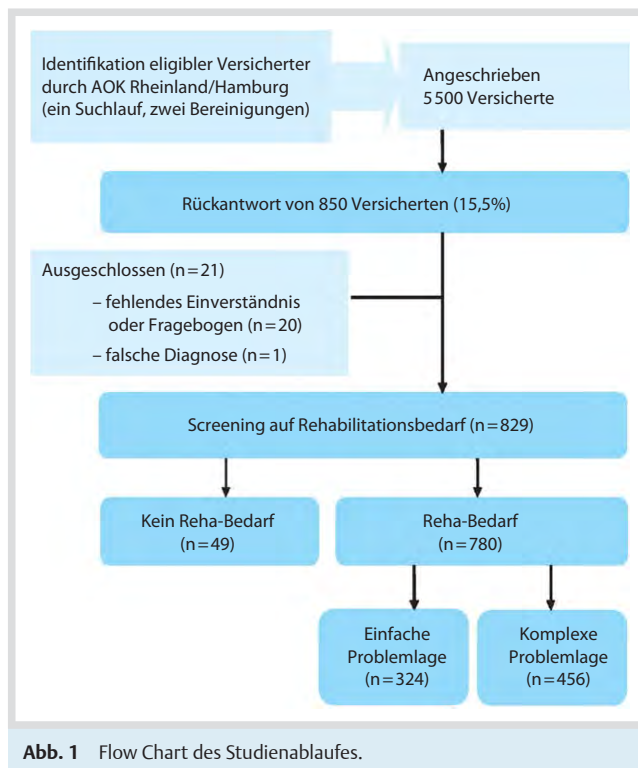 Identifikation eligibler Versicherter
durch AOK Rheinland/Hamburg
(ein Suchlauf, zwei Bereinigungen)
Angeschrieben
5 500 Versicherte
Rückantwort von 850 Versicherten (15,5%)
Ausgeschlossen (n = 21)
– fehlendes Einverständnis
oder Fragebogen (n = 20)
– falsche Diagnose (n = 1)
Screening auf Rehabilitationsbedarf (n = 829)
Kein Reha-Bedarf
(n = 49)
Reha-Bedarf
(n = 780)
Einfache
Problemlage
(n = 324)
Komplexe
Problemlage
(n = 456)
Abb. 1 Flow Chart des Studienablaufes.